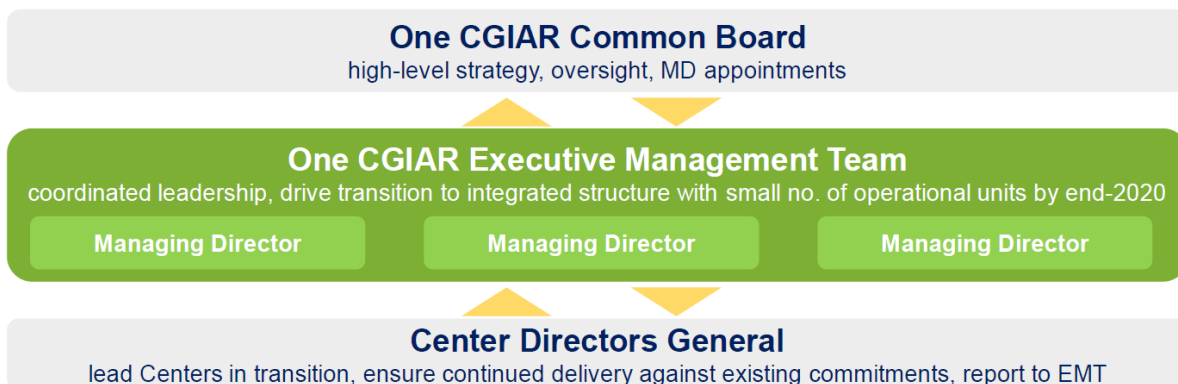 One CGIAR Common Board
high-level strategy, oversight, MD appointments
One CGIAR Executive Management Team
coordinated leadership, drive transition to integrated structure with small no. of operational units by end-2020
Managing Director
Managing Director
Managing Director
Center Directors General
lead Centers in transition, ensure continued delivery against existing commitments, report to EMT